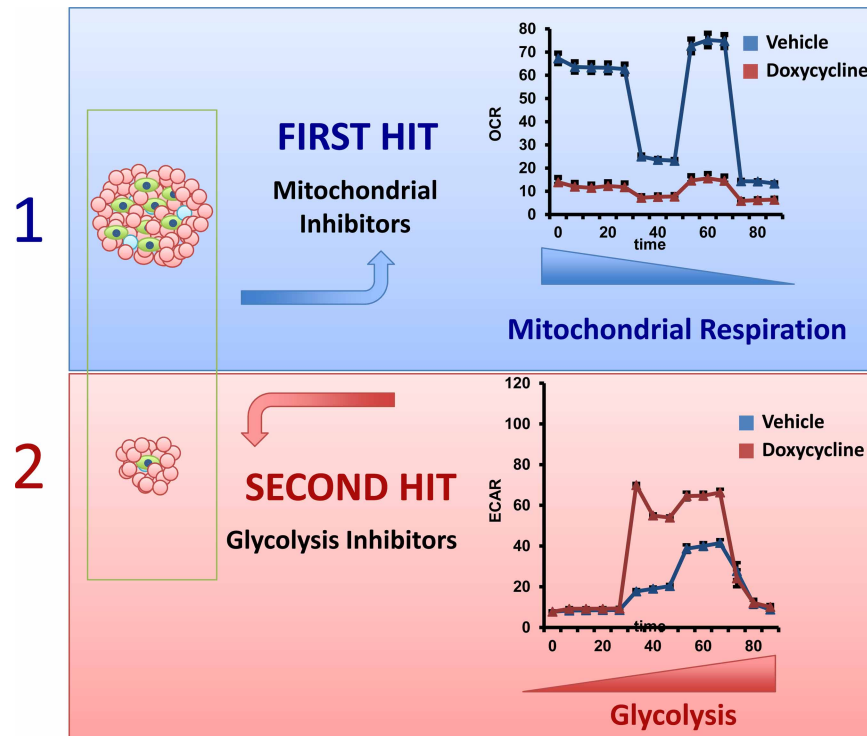 1
FIRST HIT
Mitochondrial
Inhibitors
80
70
60
50
40
30
20
10
0
OCR
0 20 40 60 80
time
Vehicle
Doxycycline
Mitochondrial Respiration
2
SECOND HIT
Glycolysis Inhibitors
120
100
80
60
40
20
0
ECAR
time
0 20 40 60 80
Vehicle
Doxycycline
Glycolysis